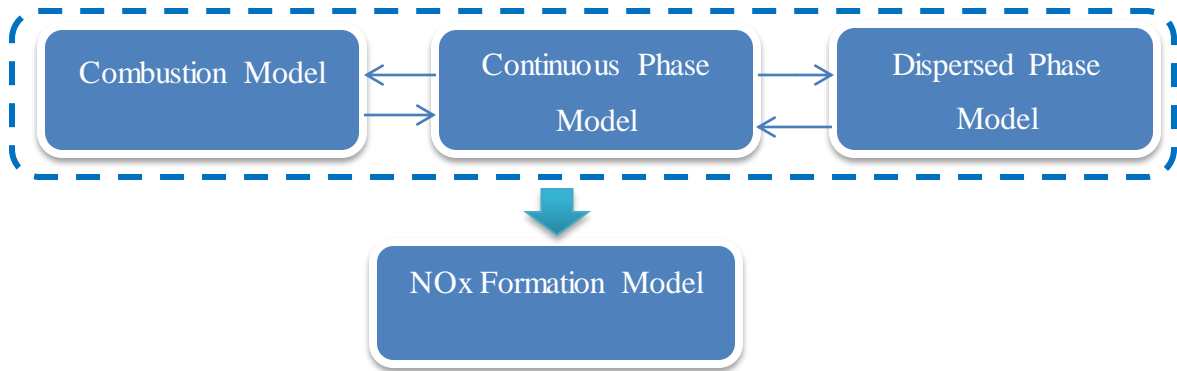 Combustion Model
Continuous Phase
Model
Dispersed Phase
Model
NOx Formation Model